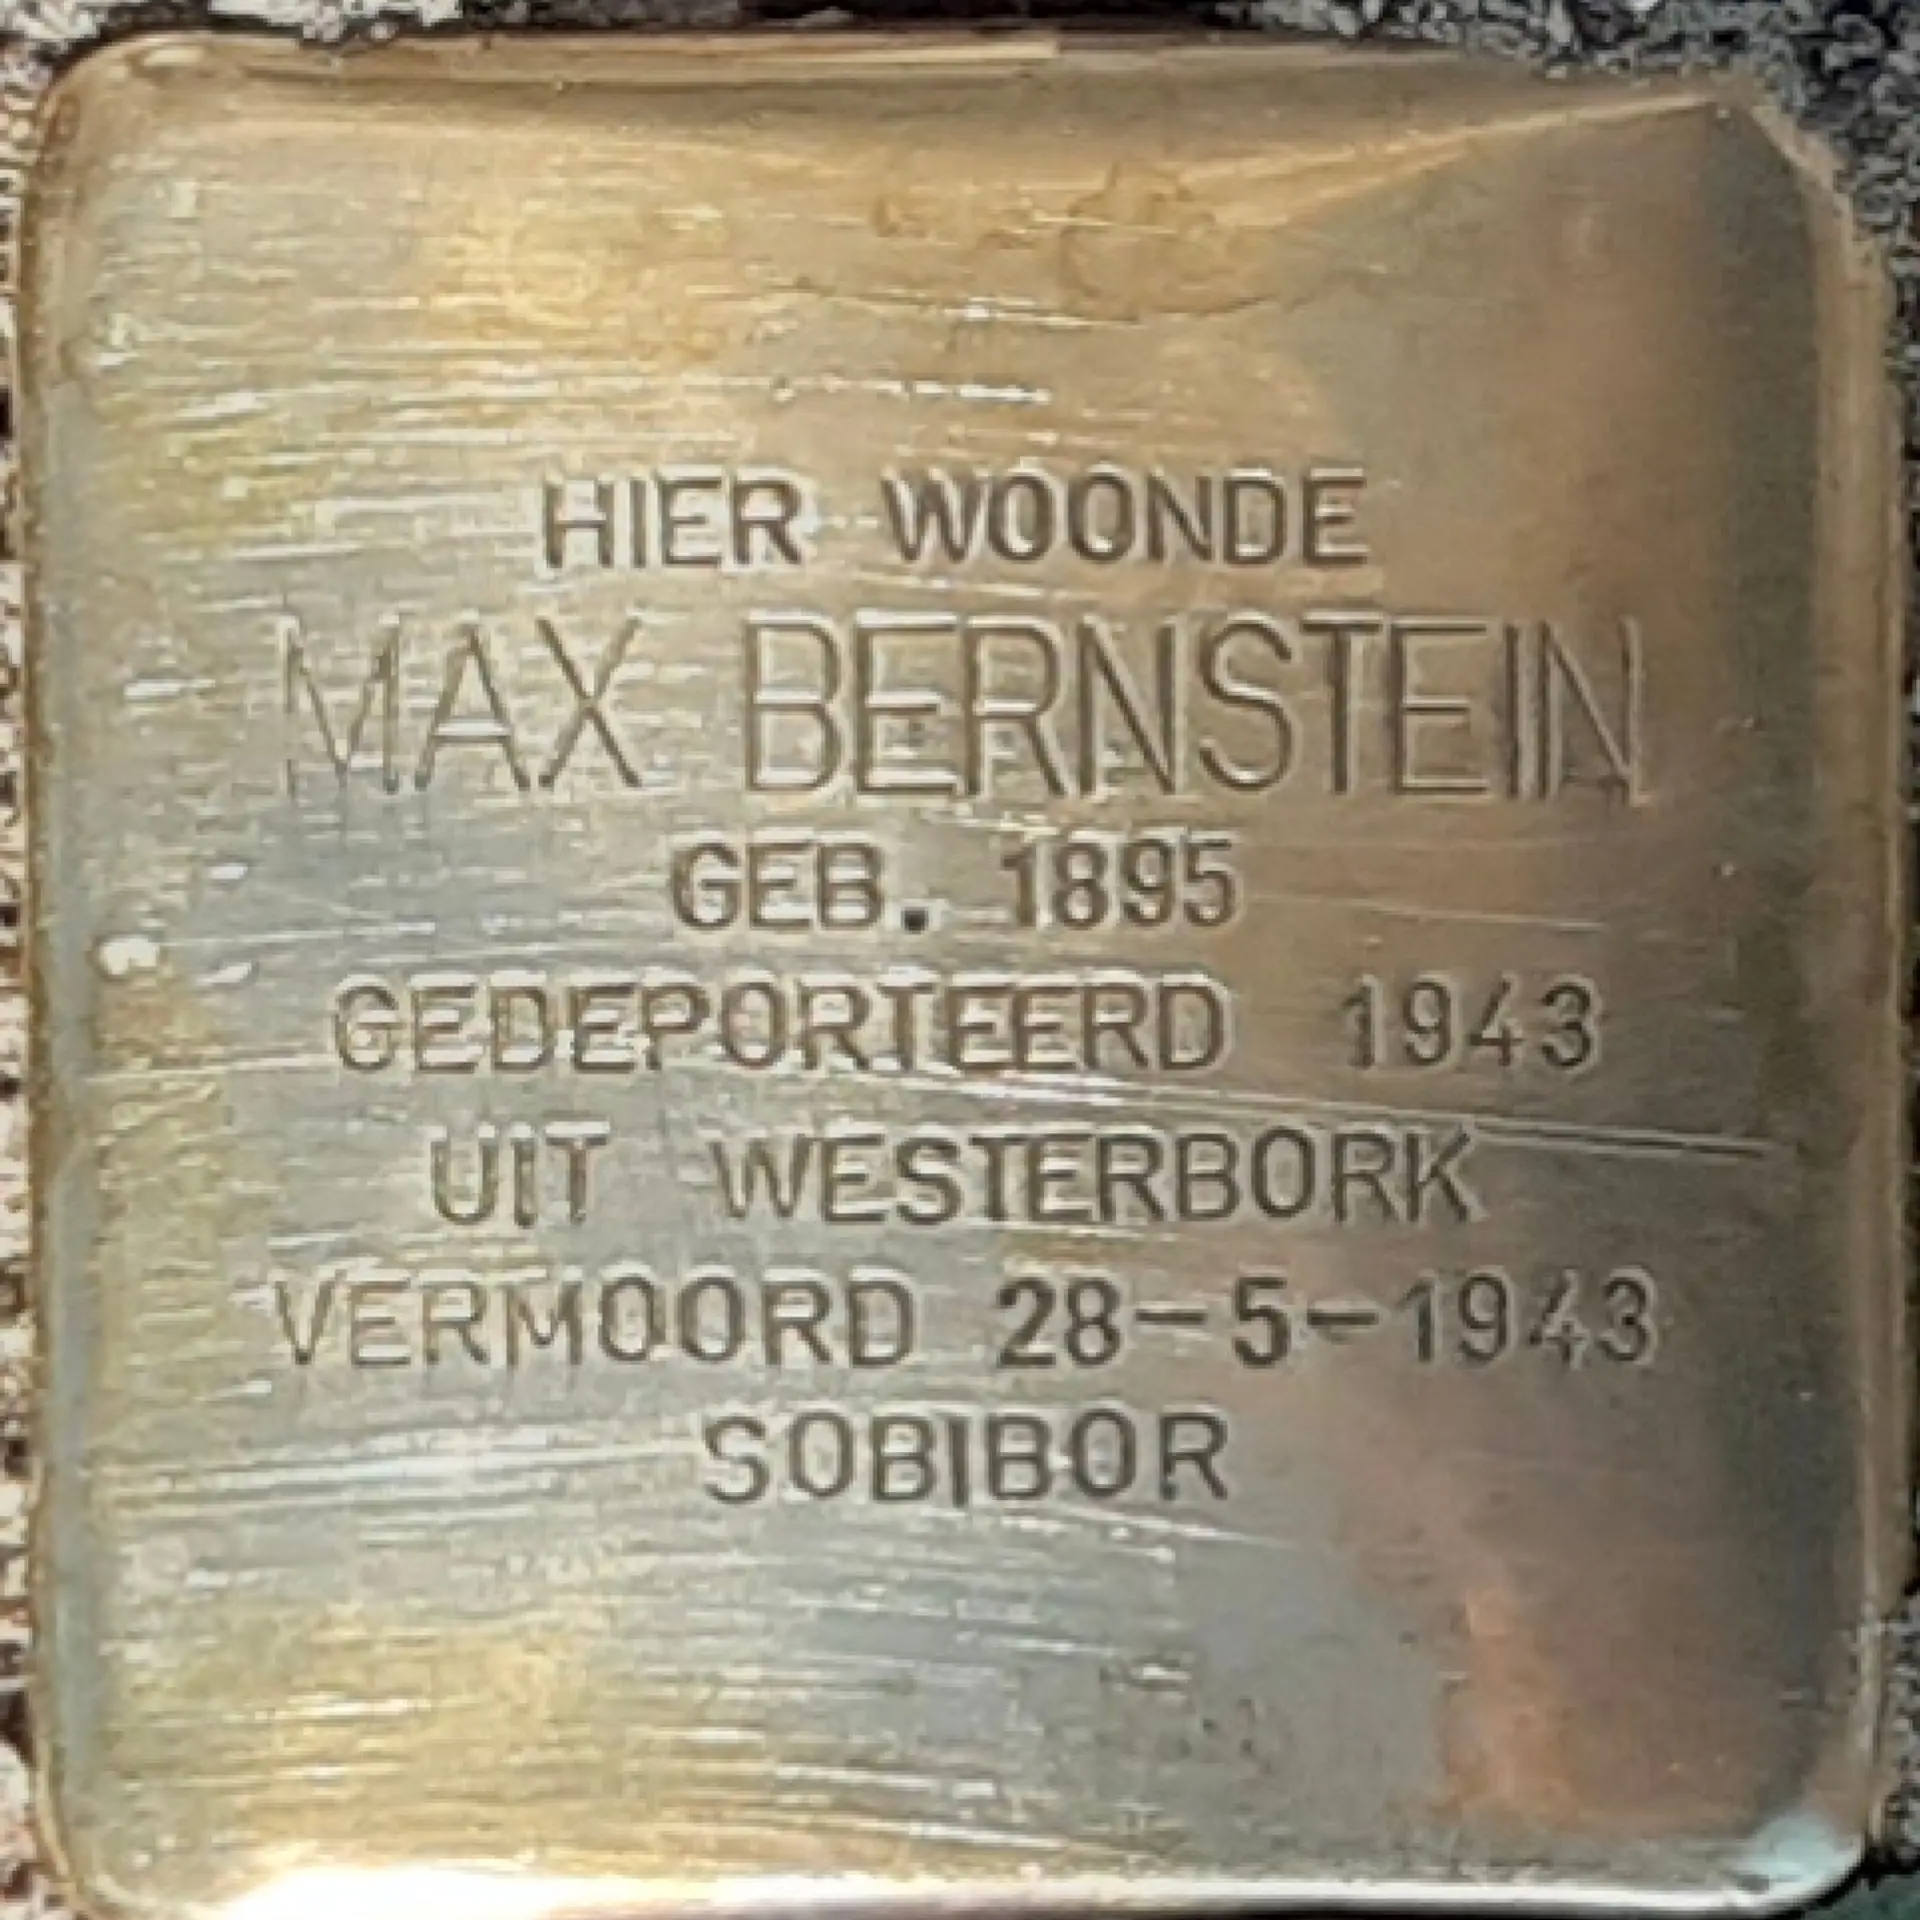 HIER WOONDE
MAX BERNSTEIN
GEB. 1895
GEDEPORTEERD 1943
UIT WESTERBORK
VERMOORD 28-5-1943
SOBIBOR